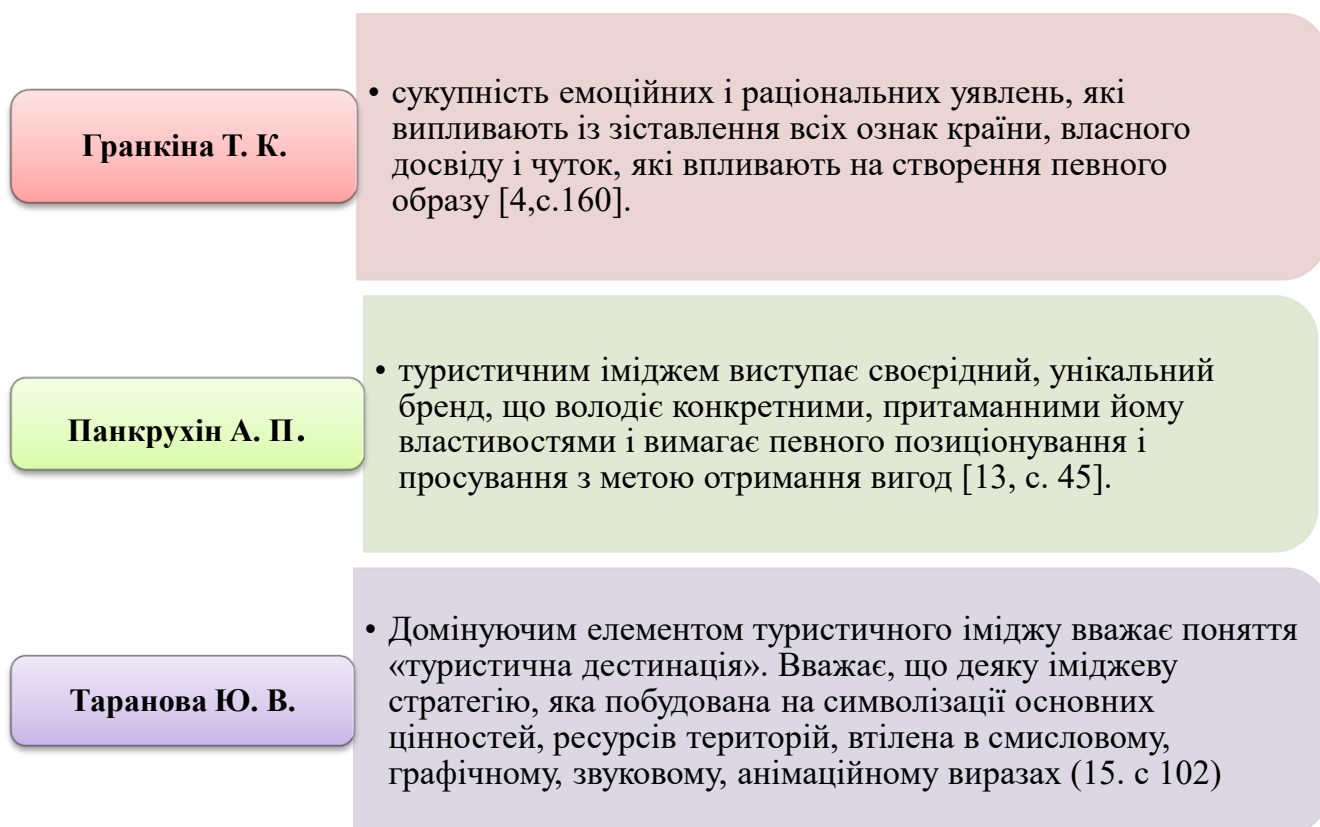 Гранкіна Т. К.
• сукупність емоційних і раціональних уявлень, які
випливають із зіставлення всіх ознак країни, власного
досвіду і чуток, які впливають на створення певного
образу [4,с.160].
Панкрухін А. П.
• туристичним іміджем виступає своєрідний, унікальний
бренд, що володіє конкретними, притаманними йому
властивостями і вимагає певного позиціонування і
просування з метою отримання вигод [13, с. 45].
Таранова Ю. В.
• Домінуючим елементом туристичного іміджу вважає поняття
«туристична дестинація». Вважає, що деяку іміджеву
стратегію, яка побудована на символізації основних
цінностей, ресурсів територій, втілена в смисловому,
графічному, звуковому, анімаційному виразах (15. с 102)